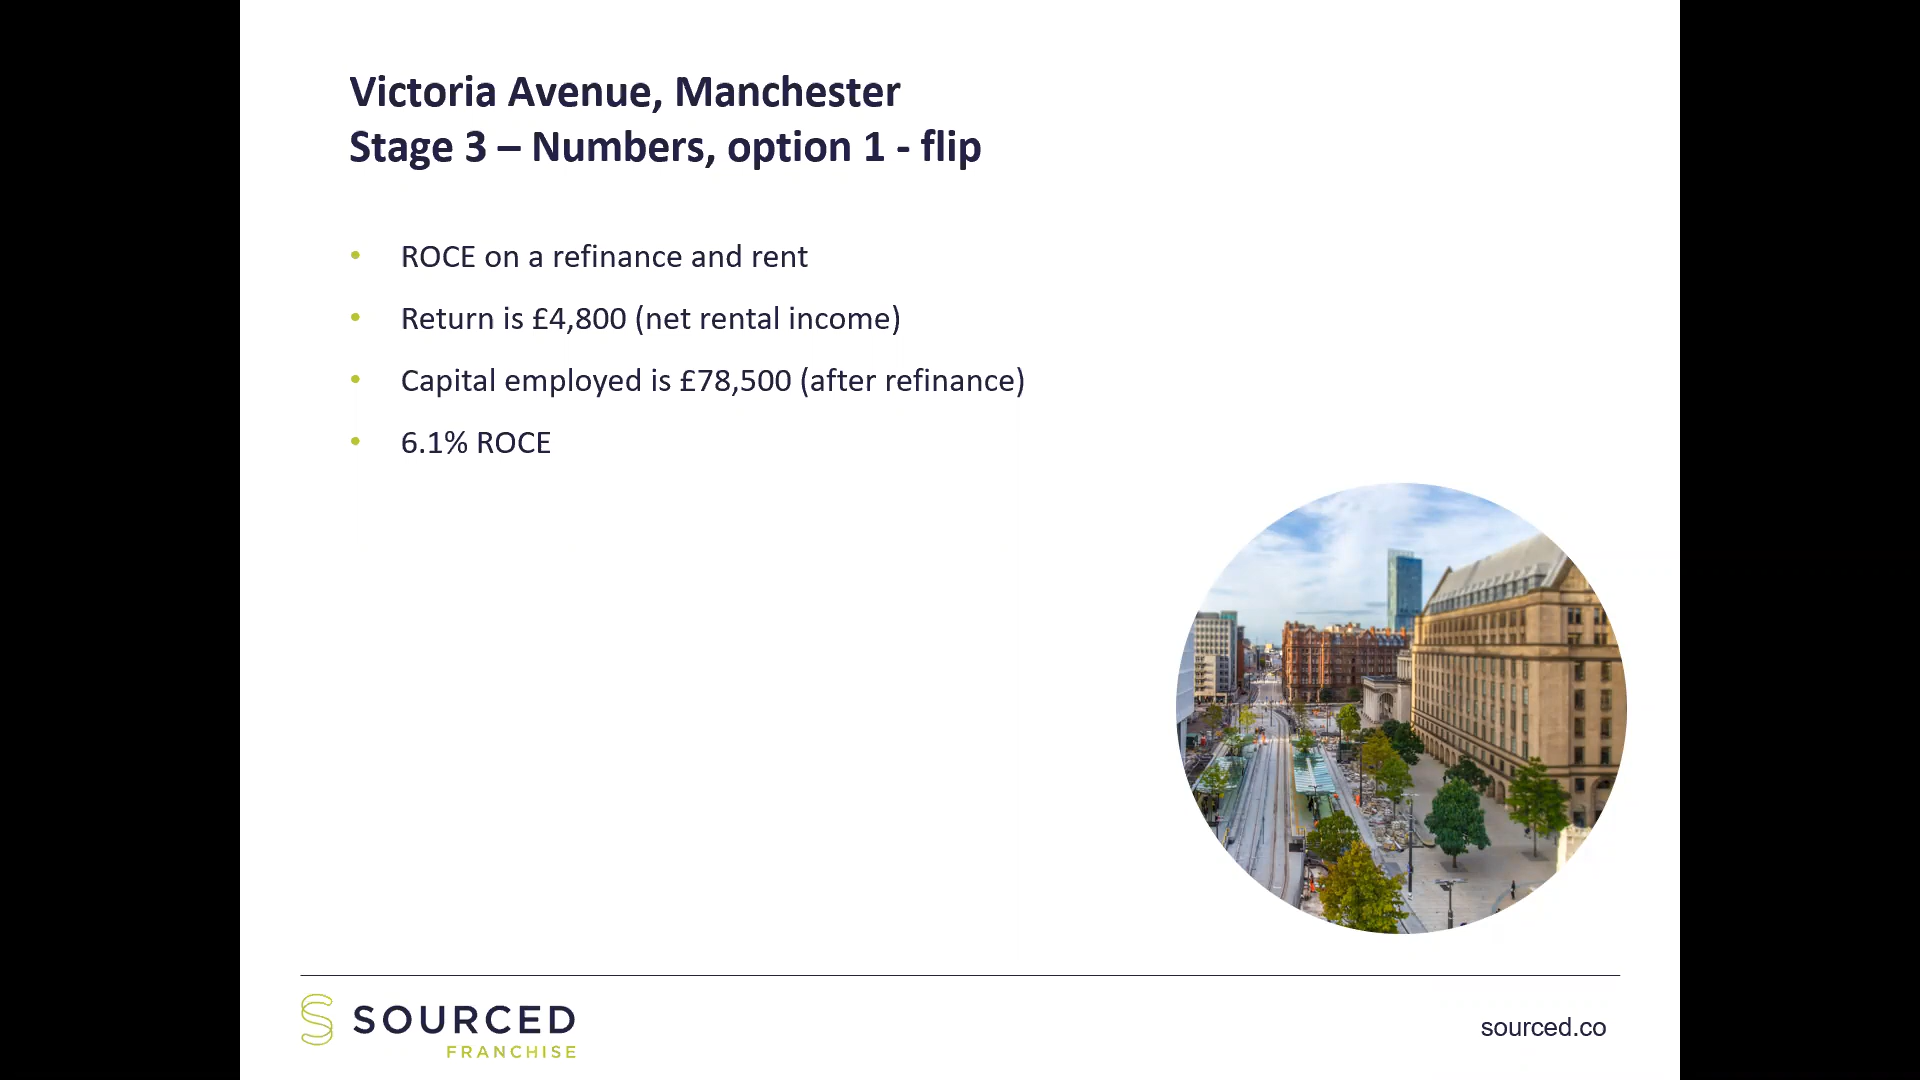 Victoria Avenue, Manchester
Stage 3 – Numbers, option 1 - flip
• ROCE on a refinance and rent
• Return is £4,800 (net rental income)
• Capital employed is £78,500 (after refinance)
• 6.1% ROCE
SOURCED
FRANCHISE
sourced.co